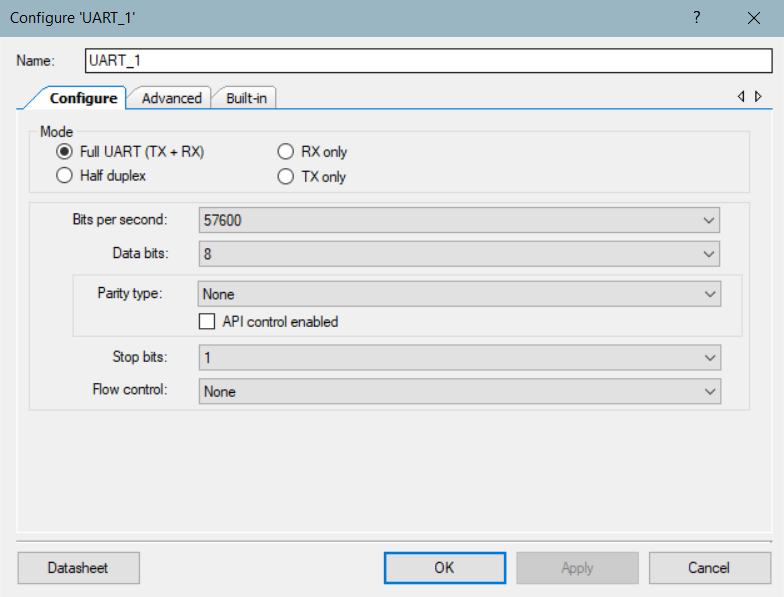 Configure 'UART_1' ?
Name: UART_1
Configure Advanced Built-in
Mode
Full UART (TX + RX) RX only
Half duplex TX only
Bits per second: 57600
Data bits: 8
Parity type: None
API control enabled
Stop bits: 1
Flow control: None
Datasheet OK Apply Cancel